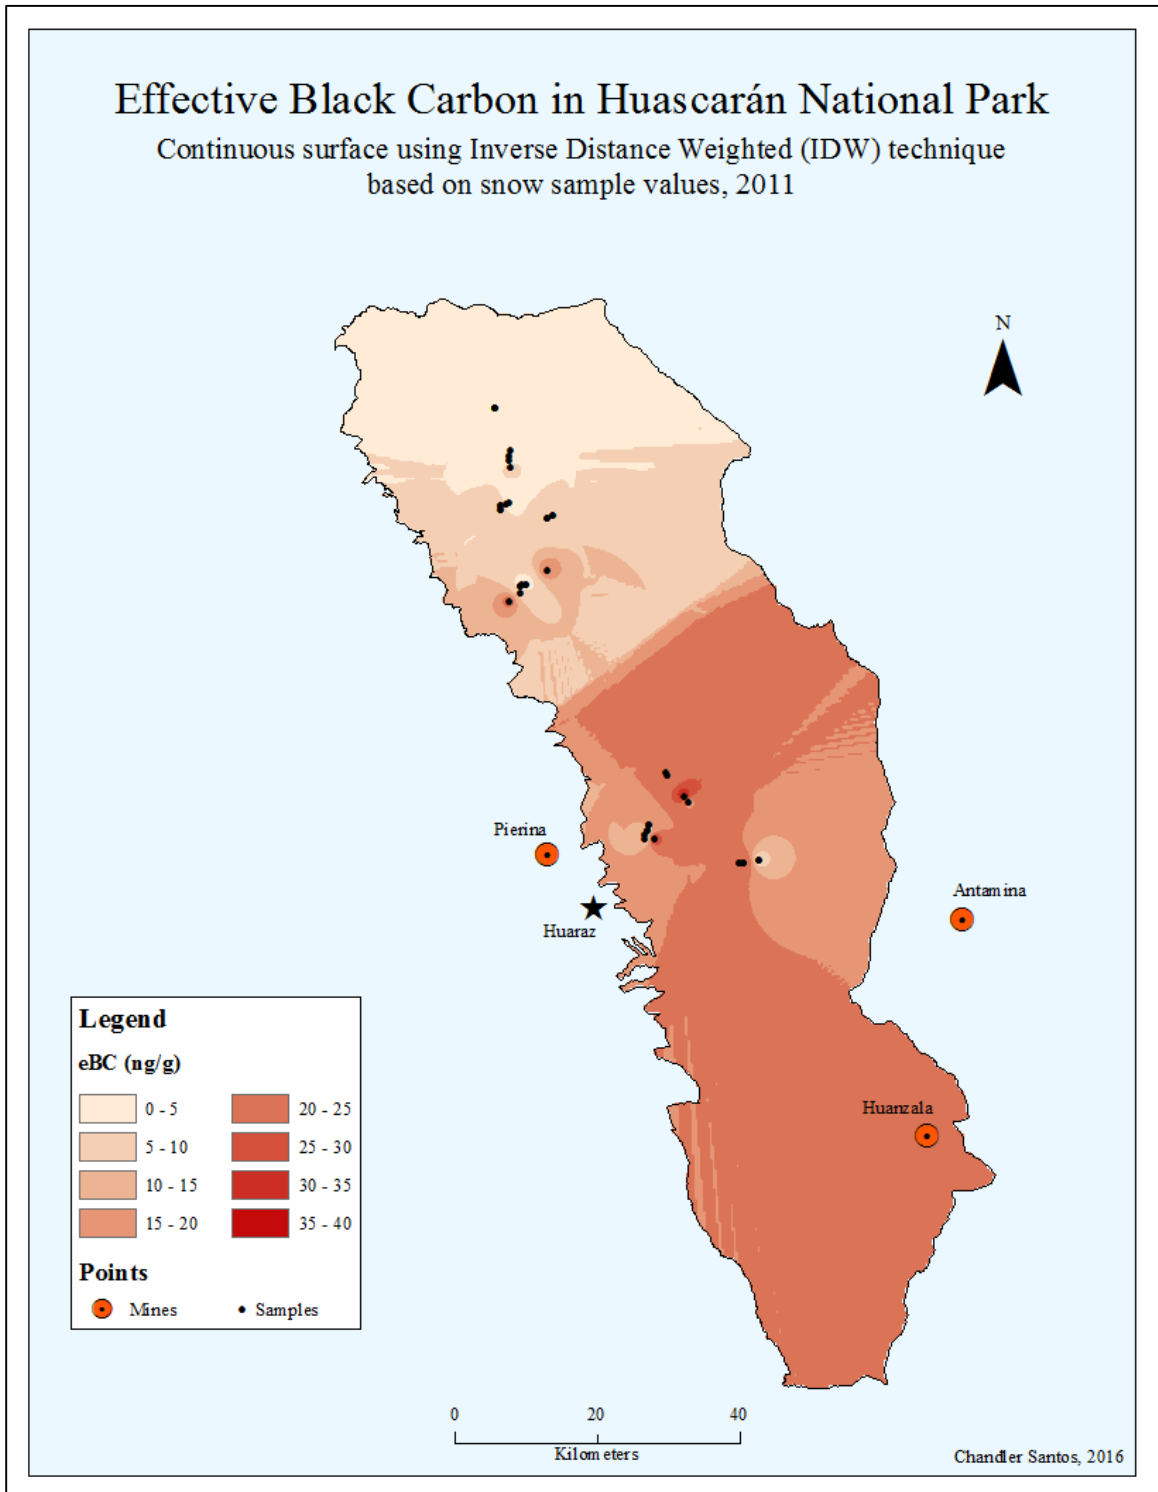 Effective Black Carbon in Huascarán National Park
Continuous surface using Inverse Distance Weighted (IDW) technique
based on snow sample values, 2011
N
Pierina
Huaraz
Antamina
Huanzala
Legend
eBC (ng/g)
0 - 5
20 - 25
5 - 10
25 - 30
10 - 15
30 - 35
15 - 20
35 - 40
Points
Mines
Samples
0 20 40
Kilometers
Chandler Santos, 2016